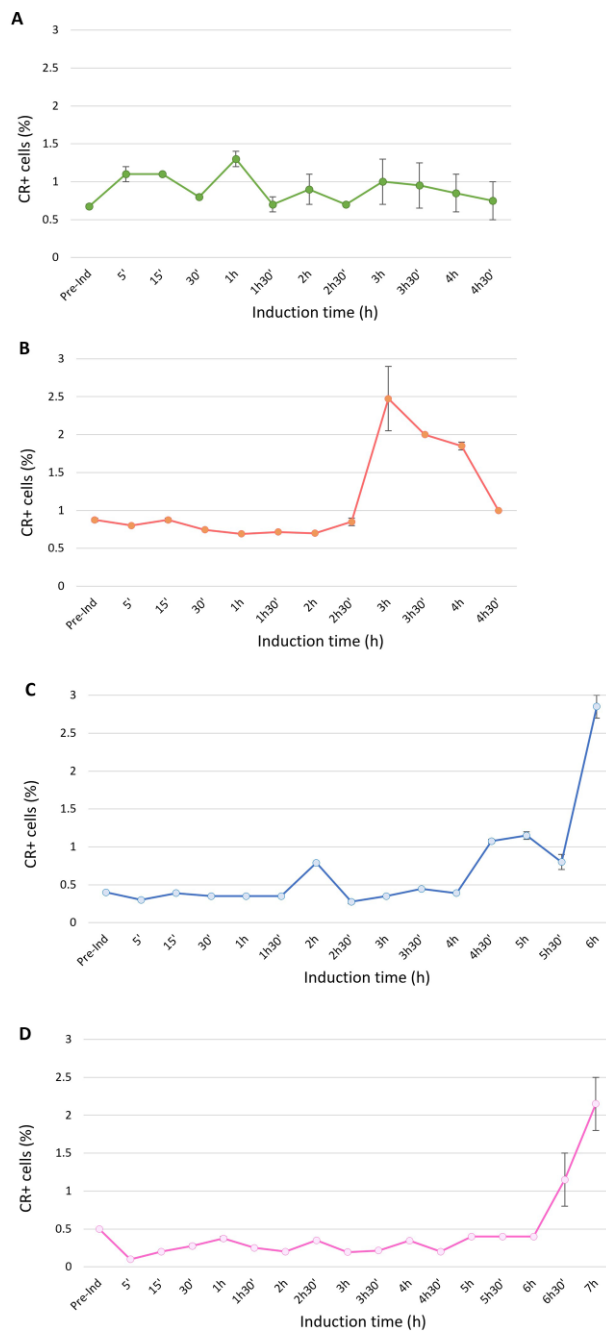 A
CR+ cells (%)
3
2.5
2
1.5
1
0.5
0
Pre-Ind 5' 15' 30' 1h 1h30' 2h 2h30' 3h 3h30' 4h 4h30'
Induction time (h)
B
CR+ cells (%)
3
2.5
2
1.5
1
0.5
0
Pre-Ind 5' 15' 30' 1h 1h30' 2h 2h30' 3h 3h30' 4h 4h30'
Induction time (h)
C
CR+ cells (%)
3
2.5
2
1.5
1
0.5
0
Pre-Ind 5' 15' 30' 1h 1h30' 2h 2h30' 3h 3h30' 4h 4h30' 5h 5h30' 6h
Induction time (h)
D
CR+ cells (%)
3
2.5
2
1.5
1
0.5
0
Pre-Ind 5' 15' 30' 1h 1h30' 2h 2h30' 3h 3h30' 4h 4h30' 5h 5h30' 6h 6h30' 7h
Induction time (h)